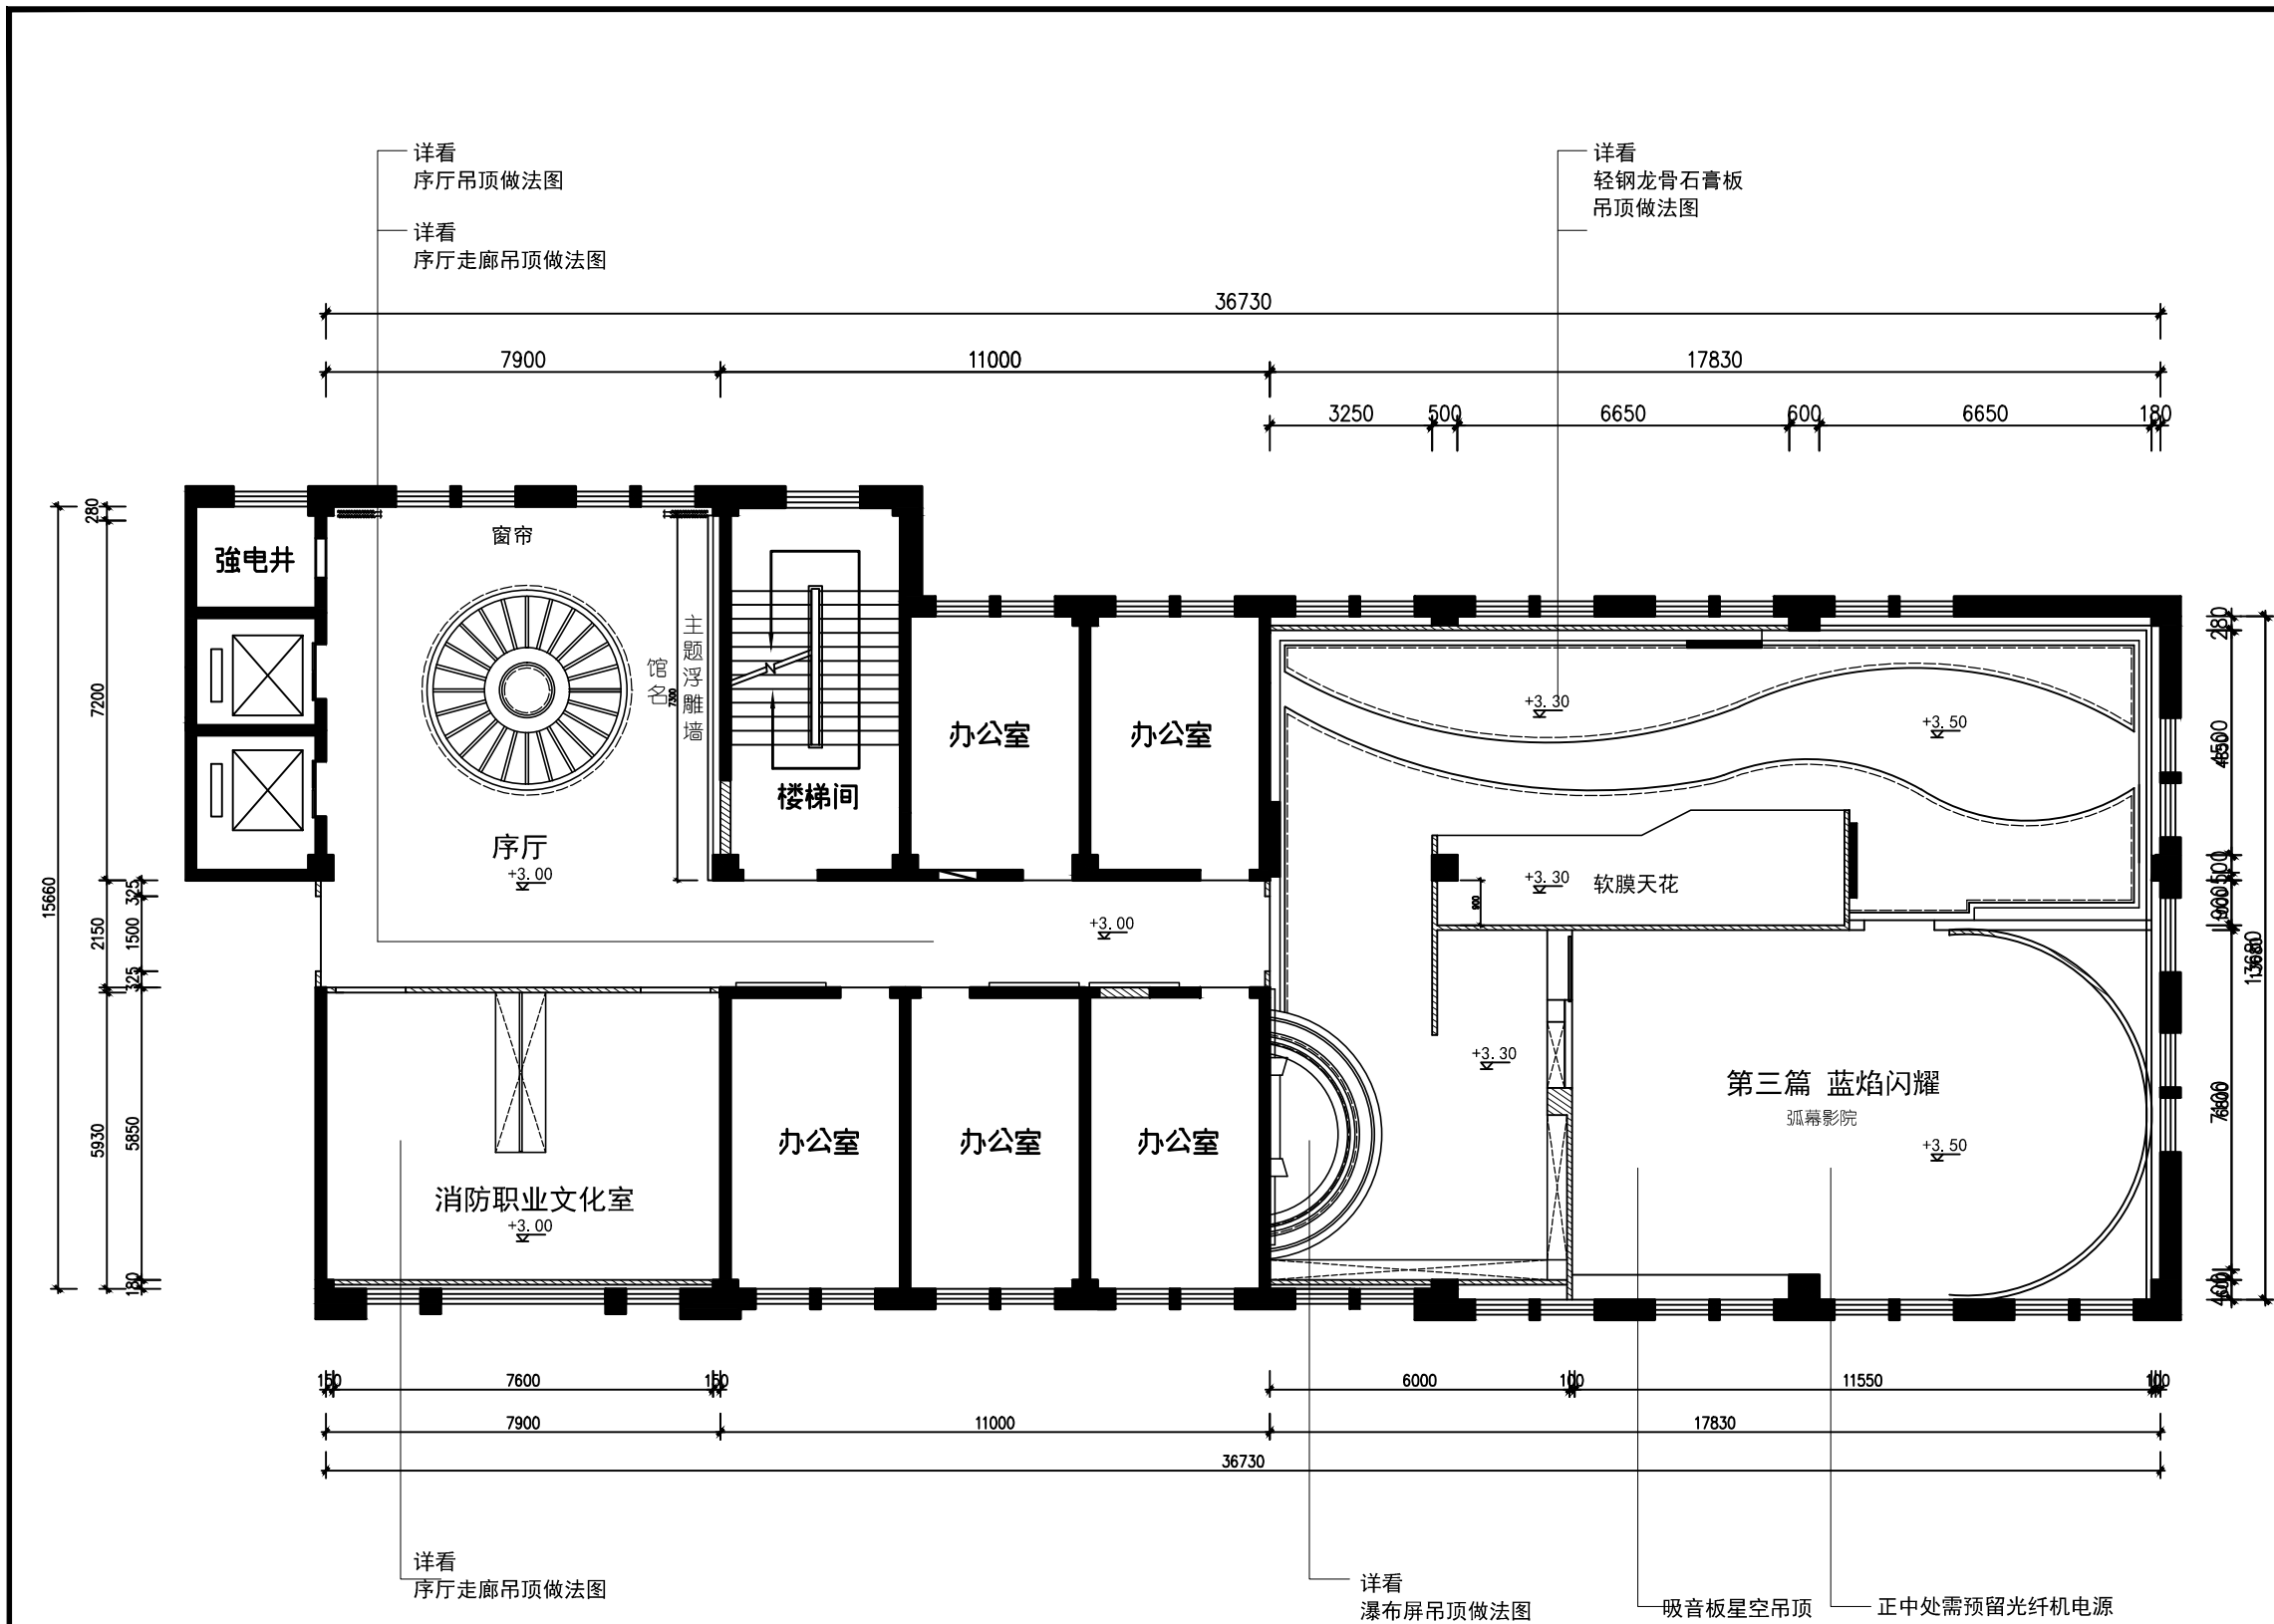 详看
序厅吊顶做法图
详看
序厅走廊吊顶做法图
详看
轻钢龙骨石膏板
吊顶做法图
36730
7900
11000
17830
3250
500
6650
600
6650
180
280
7200
15660
2150
325
1500
325
5930
5850
180
強电井
窗帘
主题浮雕墙
馆名
楼梯间
序厅
+3.00
办公室
办公室
+3.30
+3.50
+3.30
软膜天花
900
+3.00
+3.30
第三篇 蓝焰闪耀
弧幕影院
+3.50
消防职业文化室
+3.00
办公室
办公室
办公室
280
4500
500
7100
150
7600
150
6000
100
11550
100
7900
11000
17830
36730
详看
序厅走廊吊顶做法图
详看
瀑布屏吊顶做法图
吸音板星空吊顶
正中处需预留光纤机电源